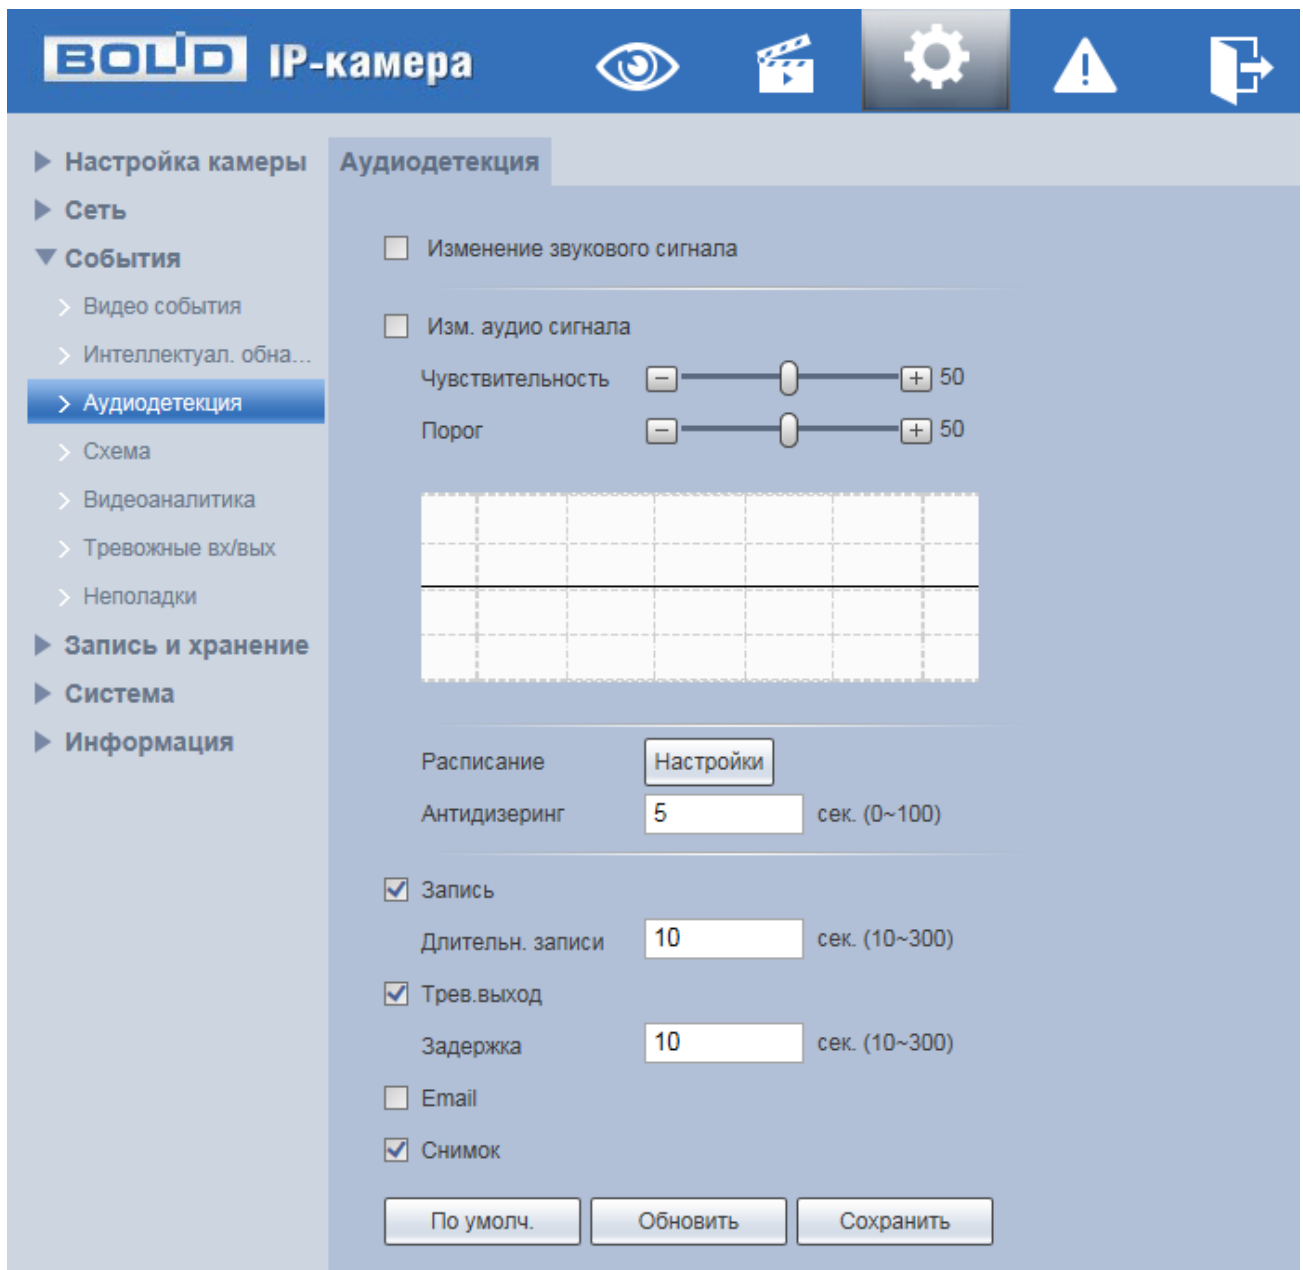 BOLID IP-камера
Настройка камеры
Сеть
События
Видео события
Интеллектуал. обна...
Аудиодетекция
Схема
Видеоаналитика
Тревожные вх/вых
Неполадки
Запись и хранение
Система
Информация
Аудиодетекция
Изменение звукового сигнала
Изм. аудио сигнала
Чувствительность 50
Порог 50
Расписание Настройки
Антидизеринг 5 сек. (0~100)
Запись
Длительн. записи 10 сек. (10~300)
Трев.выход
Задержка 10 сек. (10~300)
Email
Снимок
По умолч. Обновить Сохранить